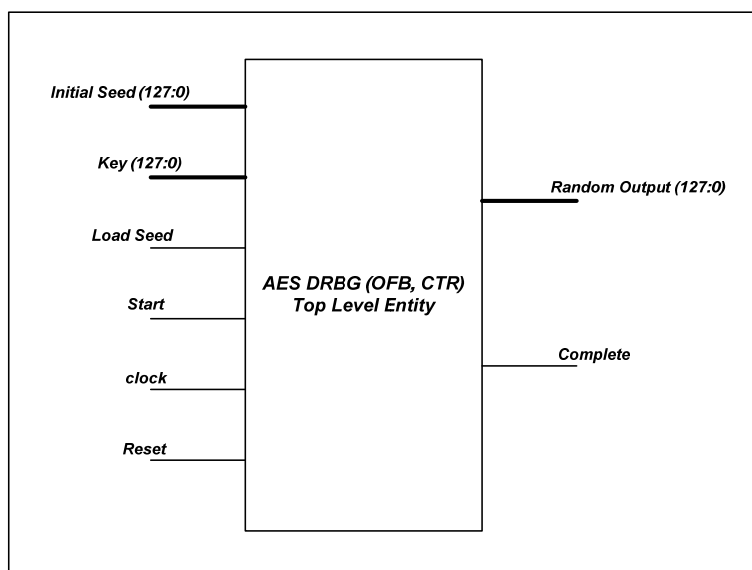 Initial Seed (127:0)
Key (127:0)
Load Seed
Start
clock
Reset
AES DRBG (OFB, CTR)
Top Level Entity
Random Output (127:0)
Complete